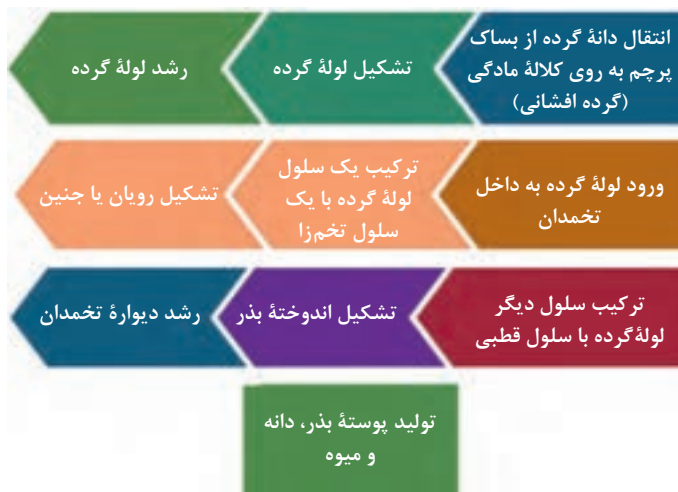 انتقال دانهٔ گرده از بساک
پرچم به روی کلالهٔ مادگی
(گرده افشانی)
تشکیل لولهٔ گرده
رشد لولهٔ گرده
ورود لولهٔ گرده به داخل
تخمدان
ترکیب یک سلول
لولهٔ گرده با یک
سلول تخم‌زا
تشکیل رویان یا جنین
ترکیب سلول دیگر
لولهٔ‌گرده با سلول قطبی
تشکیل اندوختهٔ بذر
رشد دیوارهٔ تخمدان
تولید پوستهٔ بذر، دانه
و میوه